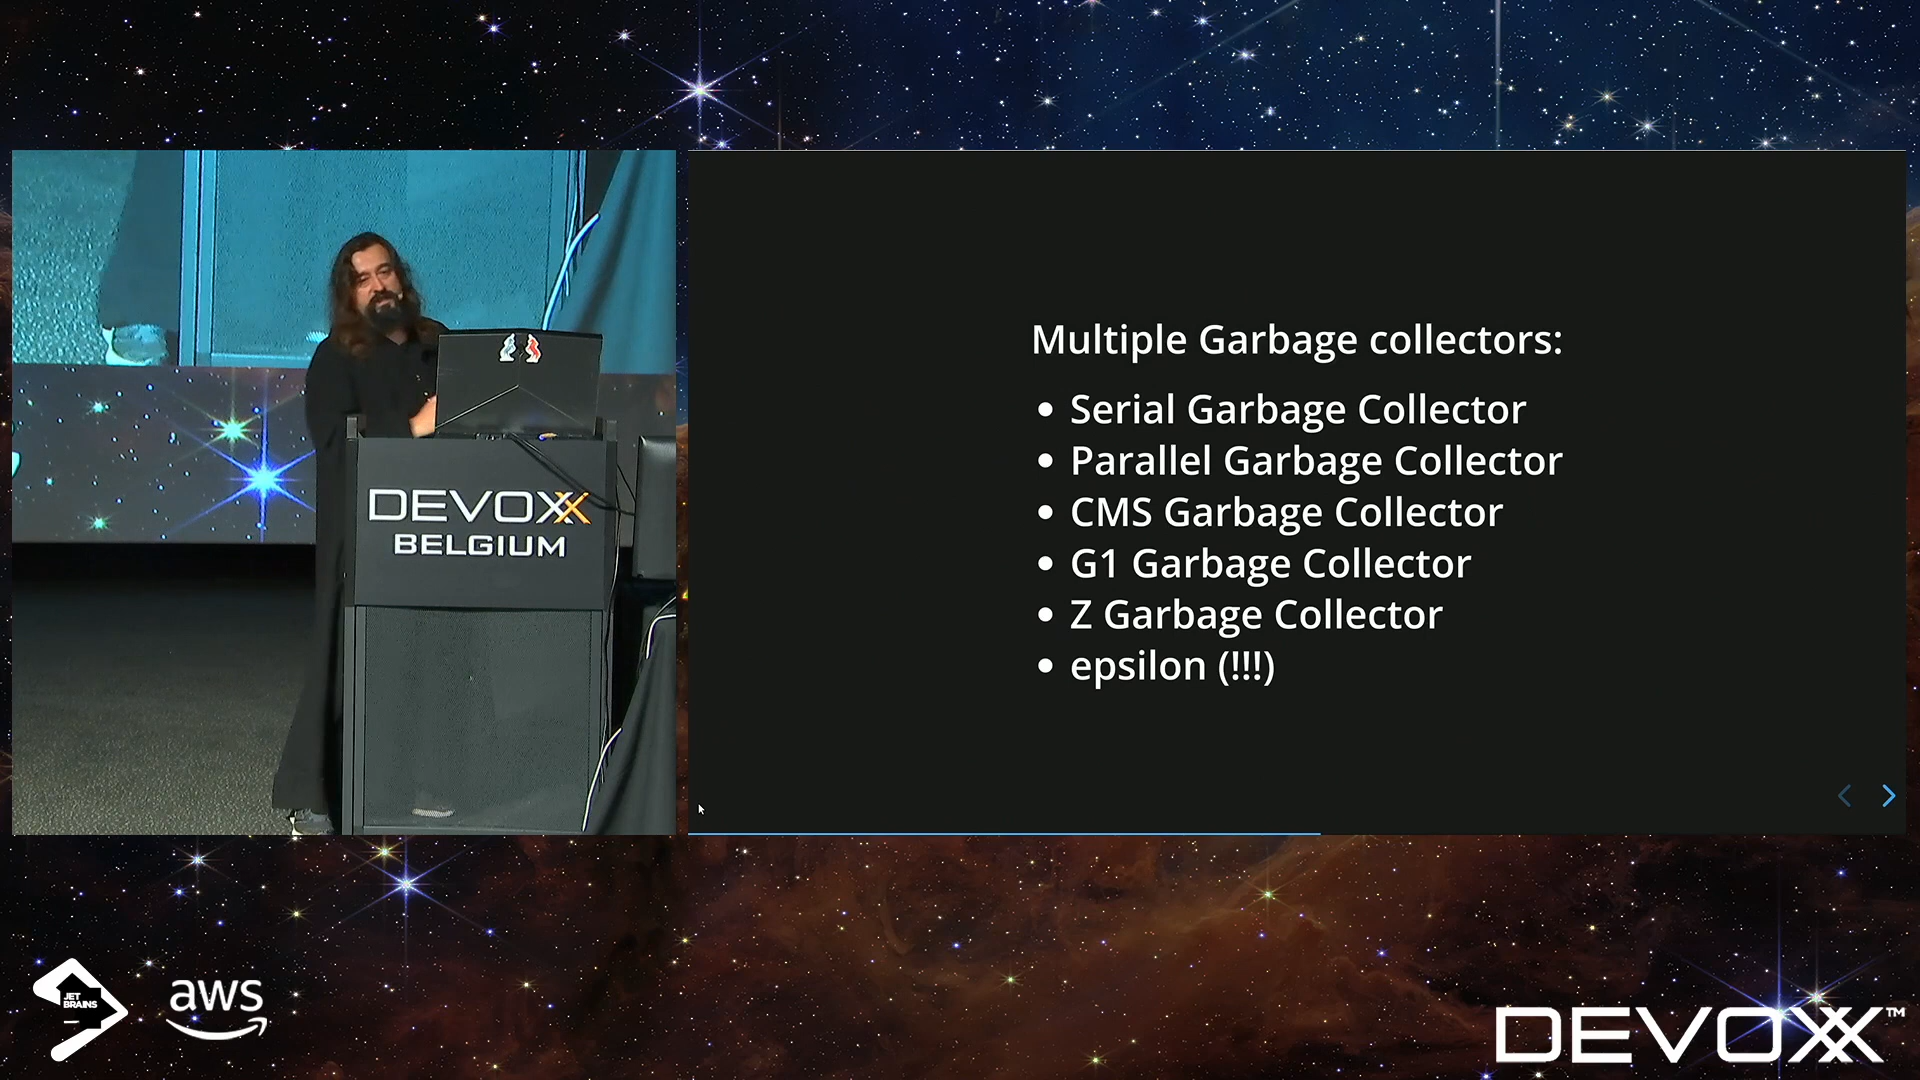 DEVOXX
BELGIUM
Multiple Garbage collectors:
• Serial Garbage Collector
• Parallel Garbage Collector
• CMS Garbage Collector
• G1 Garbage Collector
• Z Garbage Collector
• epsilon (!!!)
JET
BRAINS
aws
DEVOXX™